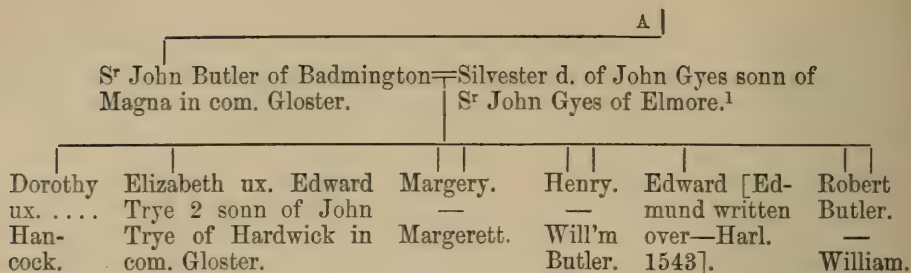 A
Sʳ John Butler of Badmington=Silvester d. of John Gyes sonn of
Magna in com. Gloster. Sʳ John Gyes of Elmore.¹
Dorothy
ux. ....
Han-
cock.
Elizabeth ux. Edward
Trye 2 sonn of John
Trye of Hardwick in
com. Gloster.
Margery.
—
Margerett.
Henry.
—
Will'm
Butler.
Edward [Ed-
mund written
over—Harl.
1543].
Robert
Butler.
—
William.